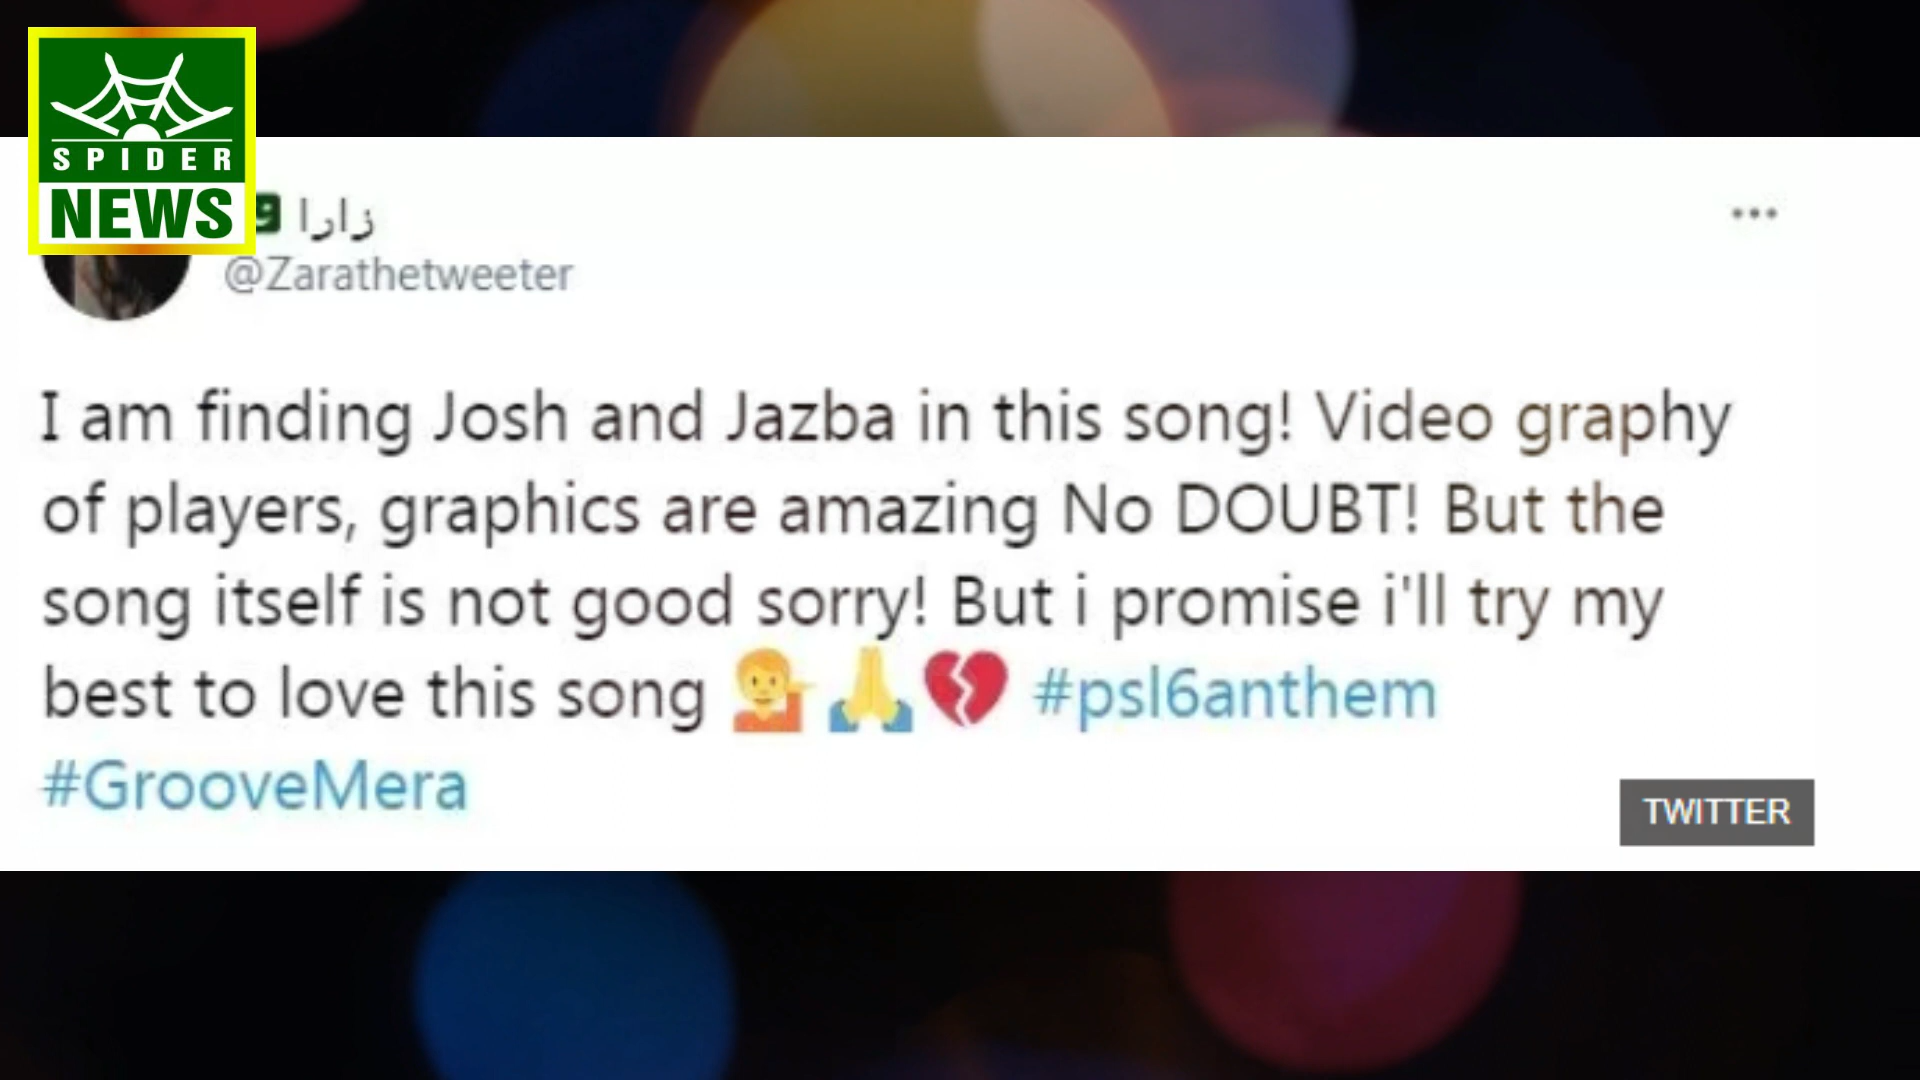 SPIDER
NEWS
زارا
@Zarathetweeter
I am finding Josh and Jazba in this song! Video graphy
of players, graphics are amazing No DOUBT! But the
song itself is not good sorry! But i promise i'll try my
best to love this song 💁🙏💔 #psl6anthem
#GrooveMera
TWITTER